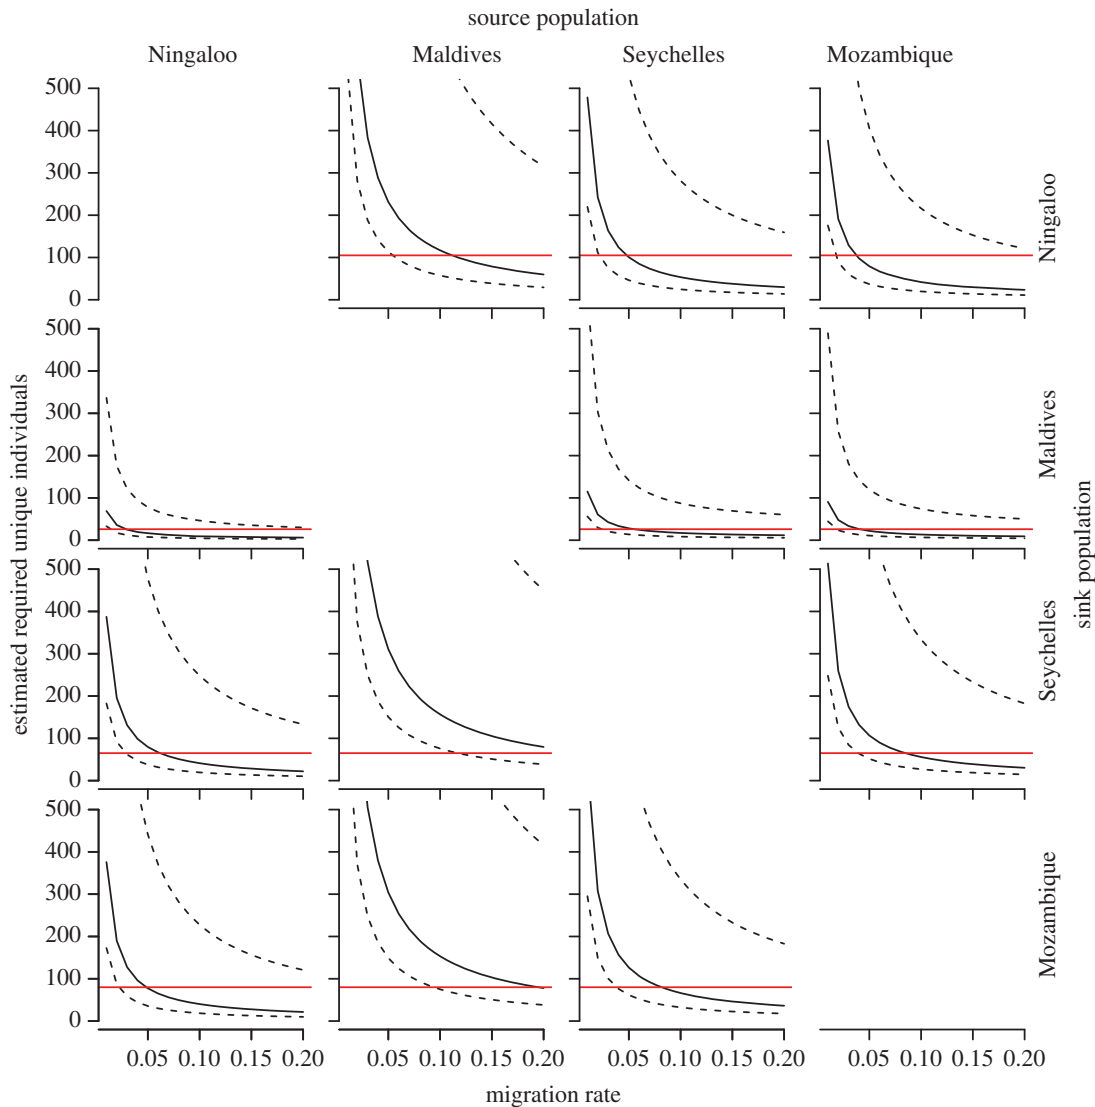 source population
Ningaloo Maldives Seychelles Mozambique
500
400
300
200
100
0
Ningaloo
500
400
300
200
100
0
Maldives
500
400
300
200
100
0
Seychelles
500
400
300
200
100
0
Mozambique
estimated required unique individuals
sink population
0.05 0.10 0.15 0.20 0.05 0.10 0.15 0.20 0.05 0.10 0.15 0.20 0.05 0.10 0.15 0.20
migration rate